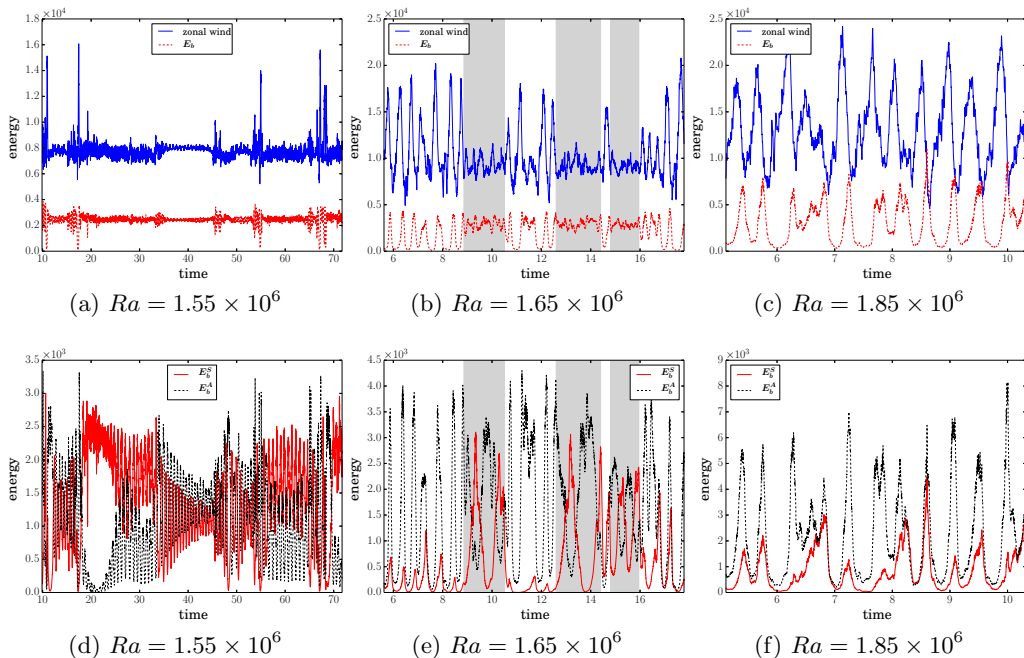 ×10⁴
1.8
1.6
1.4
1.2
1.0
0.8
0.6
0.4
0.2
0.0
energy
zonal wind
E_b
10 20 30 40 50 60 70
time
(a) Ra = 1.55 × 10⁶
×10⁴
2.5
2.0
1.5
1.0
0.5
0.0
energy
zonal wind
E_b
6 8 10 12 14 16
time
(b) Ra = 1.65 × 10⁶
×10⁴
2.5
2.0
1.5
1.0
0.5
0.0
energy
zonal wind
E_b
6 7 8 9 10
time
(c) Ra = 1.85 × 10⁶
×10³
3.5
3.0
2.5
2.0
1.5
1.0
0.5
0.0
energy
E_b^S
E_b^A
10 20 30 40 50 60 70
time
(d) Ra = 1.55 × 10⁶
×10³
4.5
4.0
3.5
3.0
2.5
2.0
1.5
1.0
0.5
0.0
energy
E_b^S
E_b^A
6 8 10 12 14 16
time
(e) Ra = 1.65 × 10⁶
×10³
9
8
7
6
5
4
3
2
1
0
energy
E_b^S
E_b^A
6 7 8 9 10
time
(f) Ra = 1.85 × 10⁶